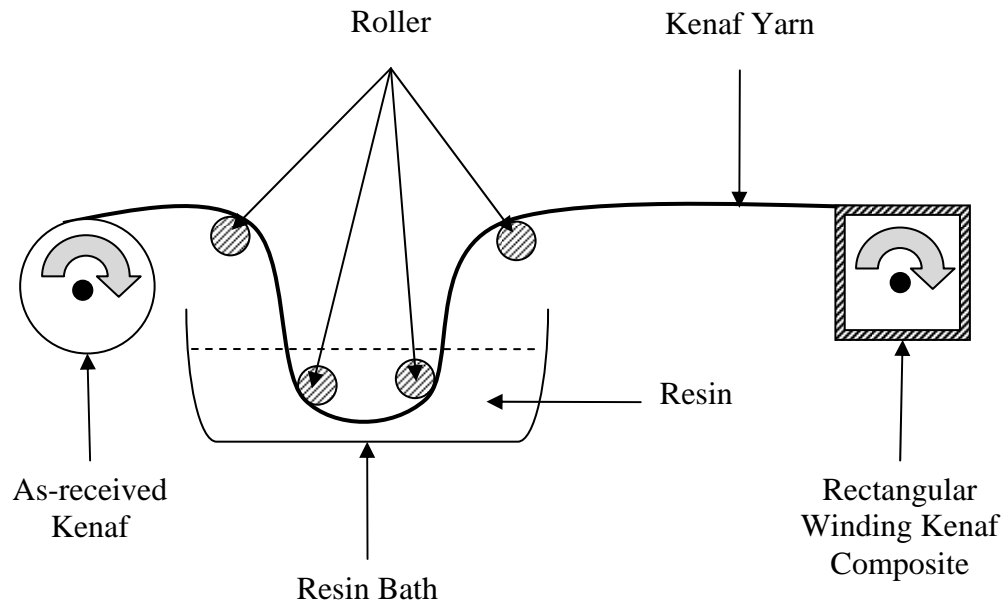 Roller
Kenaf Yarn
Resin
As-received
Kenaf
Rectangular
Winding Kenaf
Composite
Resin Bath